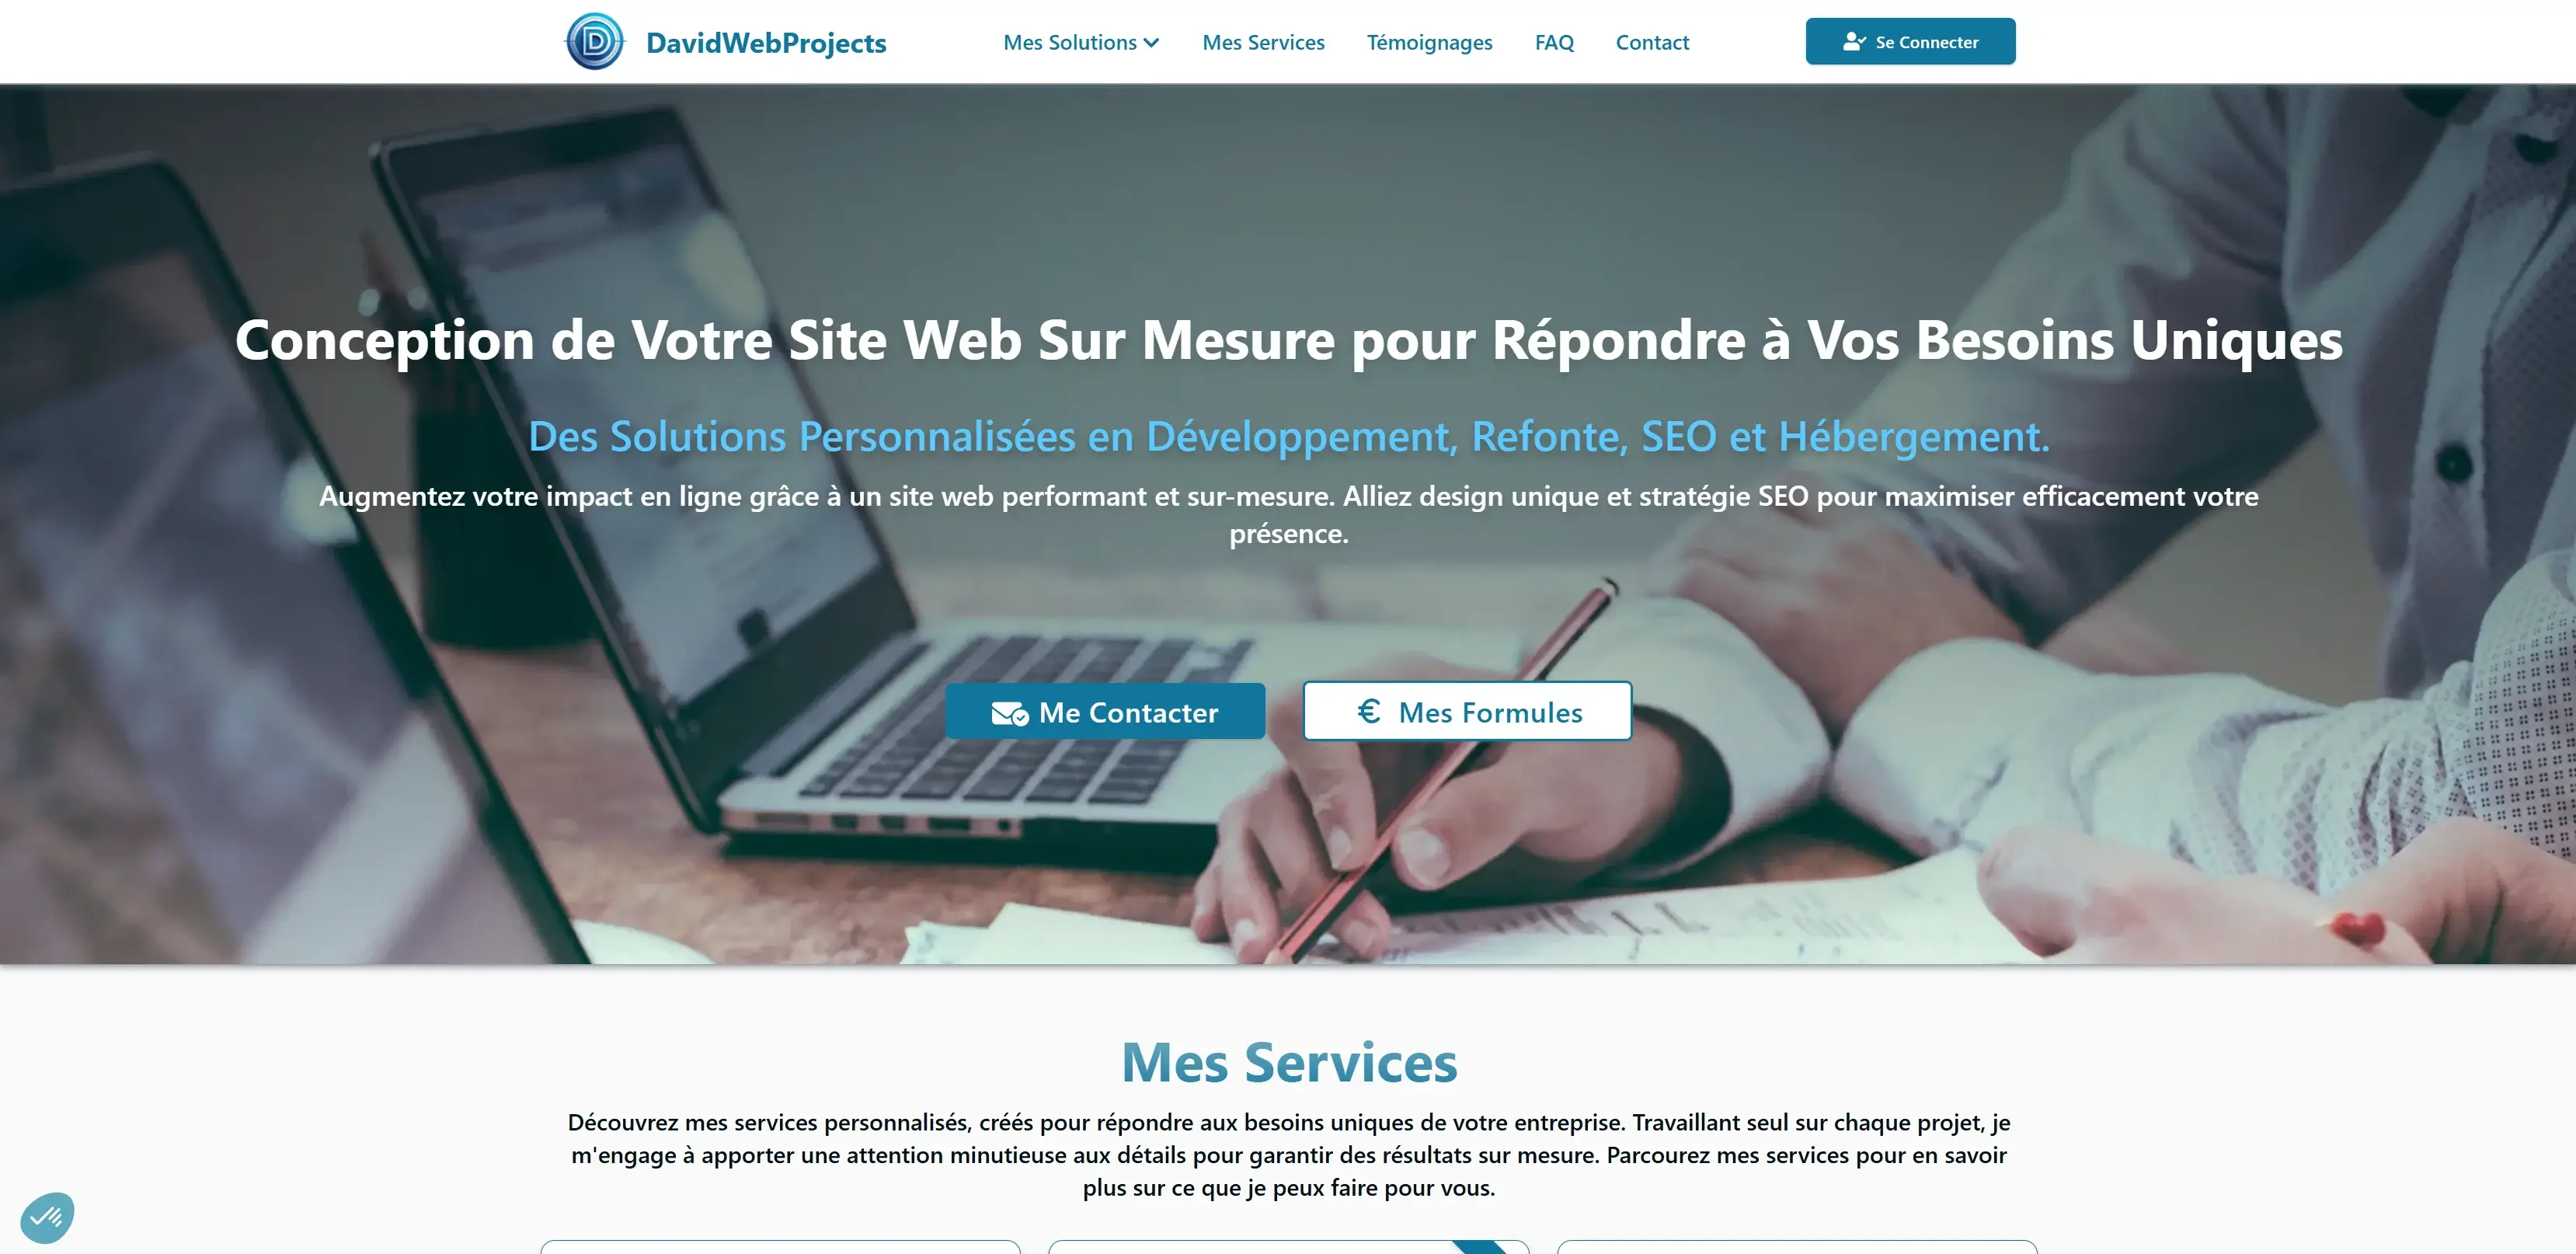 DavidWebProjects
Mes Solutions
Mes Services
Témoignages
FAQ
Contact
Se Connecter
Conception de Votre Site Web Sur Mesure pour Répondre à Vos Besoins Uniques
Des Solutions Personnalisées en Développement, Refonte, SEO et Hébergement.
Augmentez votre impact en ligne grâce à un site web performant et sur-mesure. Alliez design unique et stratégie SEO pour maximiser efficacement votre
présence.
Me Contacter
€ Mes Formules
Mes Services
Découvrez mes services personnalisés, créés pour répondre aux besoins uniques de votre entreprise. Travaillant seul sur chaque projet, je
m'engage à apporter une attention minutieuse aux détails pour garantir des résultats sur mesure. Parcourez mes services pour en savoir
plus sur ce que je peux faire pour vous.